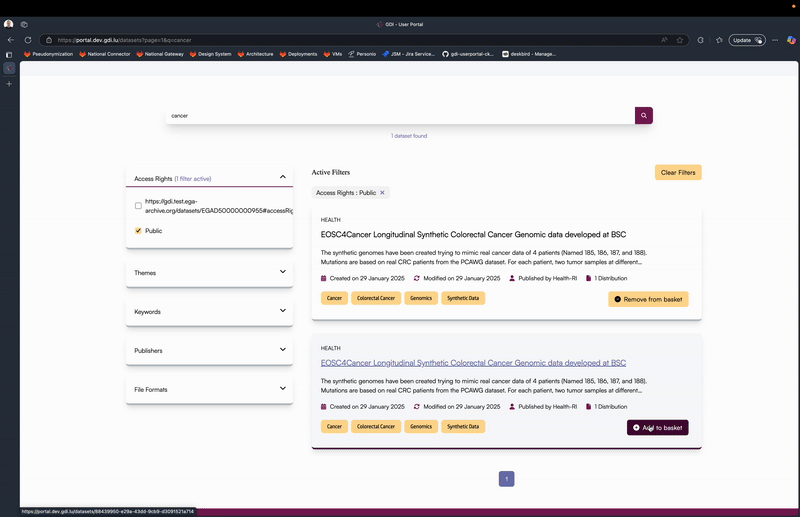 GDI - User Portal
https://portal.dev.gdi.lu/datasets?page=1&q=cancer
Update
Pseudonymization
National Connector
National Gateway
Design System
Architecture
Deployments
VMs
Personio
JSM - Jira Service...
gdi-userportal-ck...
deskbird - Manage...
cancer
1 dataset found
Access Rights (1 filter active)
https://gdi.test.ega-
archive.org/datasets/EGAD50000000955#accessRig
Public
Themes
Keywords
Publishers
File Formats
Active Filters
Clear Filters
Access Rights : Public ×
HEALTH
EOSC4Cancer Longitudinal Synthetic Colorectal Cancer Genomic data developed at BSC
The synthetic genomes have been created trying to mimic real cancer data of 4 patients (Named 185, 186, 187, and 188).
Mutations are based on real CRC patients from the PCAWG dataset. For each patient, two tumor samples at different...
Created on 29 January 2025
Modified on 29 January 2025
Published by Health-RI
1 Distribution
Cancer
Colorectal Cancer
Genomics
Synthetic Data
Remove from basket
HEALTH
EOSC4Cancer Longitudinal Synthetic Colorectal Cancer Genomic data developed at BSC
The synthetic genomes have been created trying to mimic real cancer data of 4 patients (Named 185, 186, 187, and 188).
Mutations are based on real CRC patients from the PCAWG dataset. For each patient, two tumor samples at different...
Created on 29 January 2025
Modified on 29 January 2025
Published by Health-RI
1 Distribution
Cancer
Colorectal Cancer
Genomics
Synthetic Data
Add to basket
1